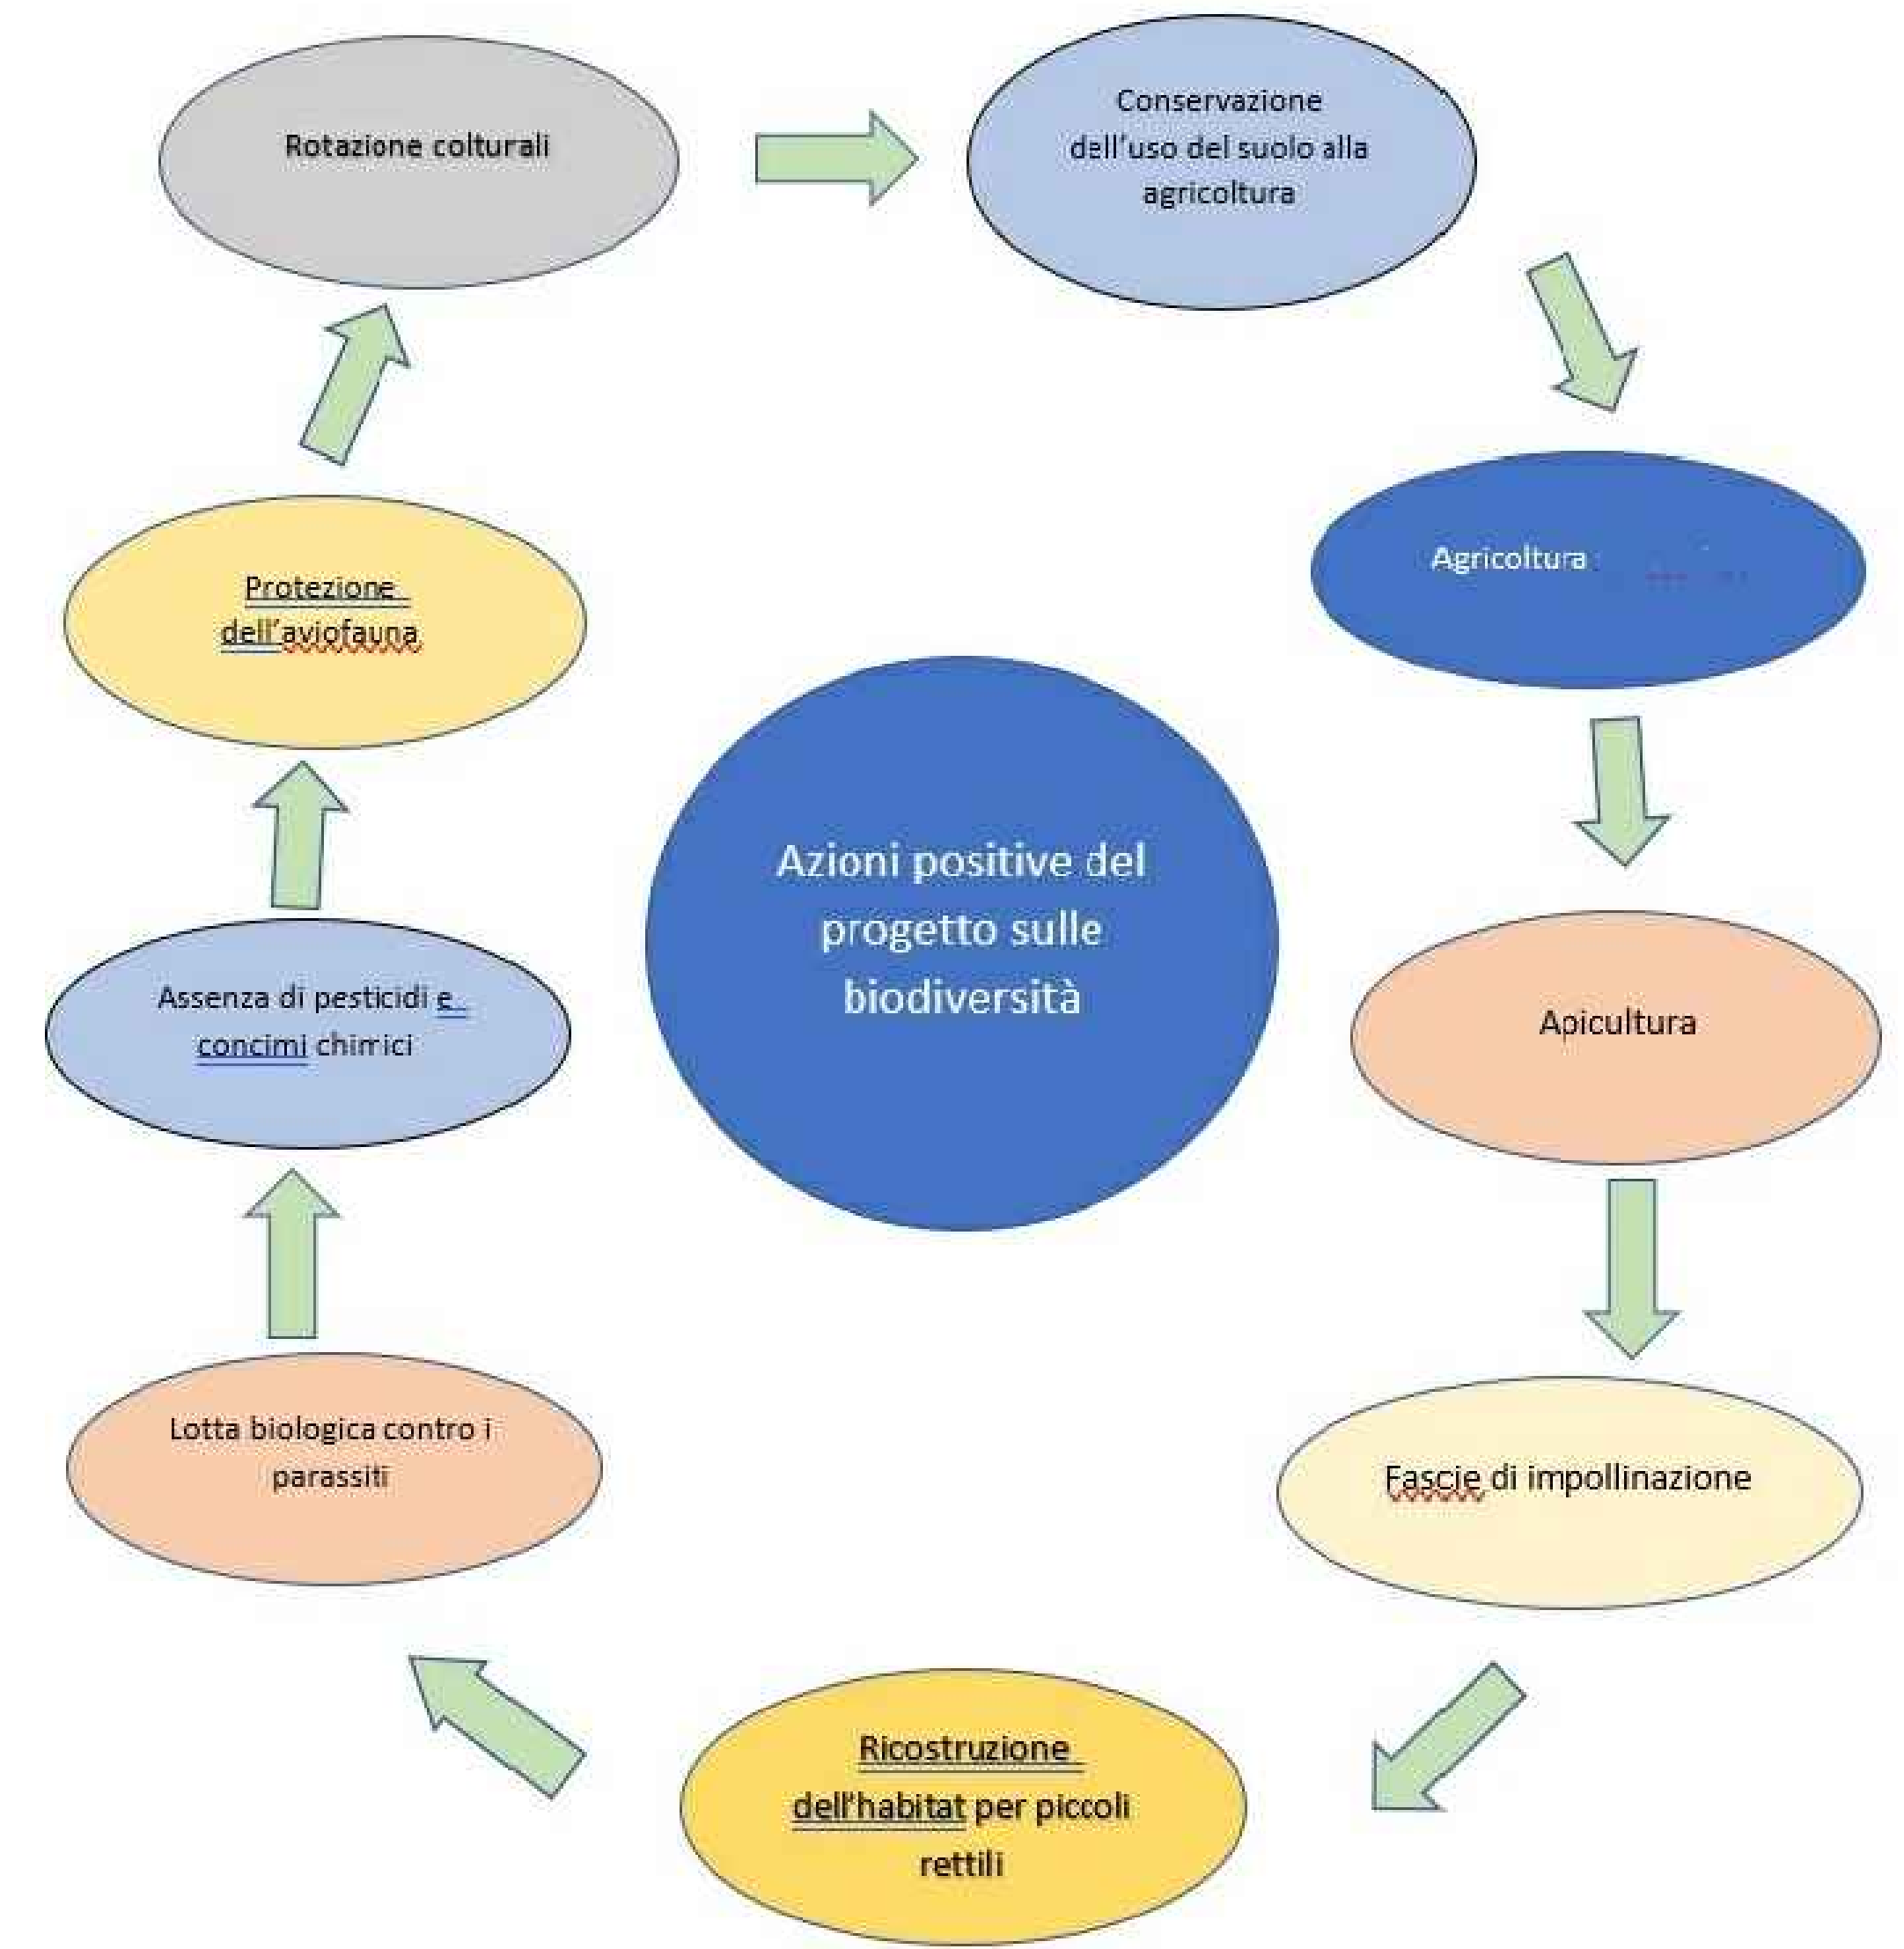 Rotazione colturali
Conservazione
dell'uso del suolo alla
agricoltura
Agricoltura
Apicultura
Fascie di impollinazione
Ricostruzione
dell'habitat per piccoli
rettili
Lotta biologica contro i
parassiti
Assenza di pesticidi e
concimi chimici
Protezione
dell'aviofauna
Azioni positive del
progetto sulle
biodiversità